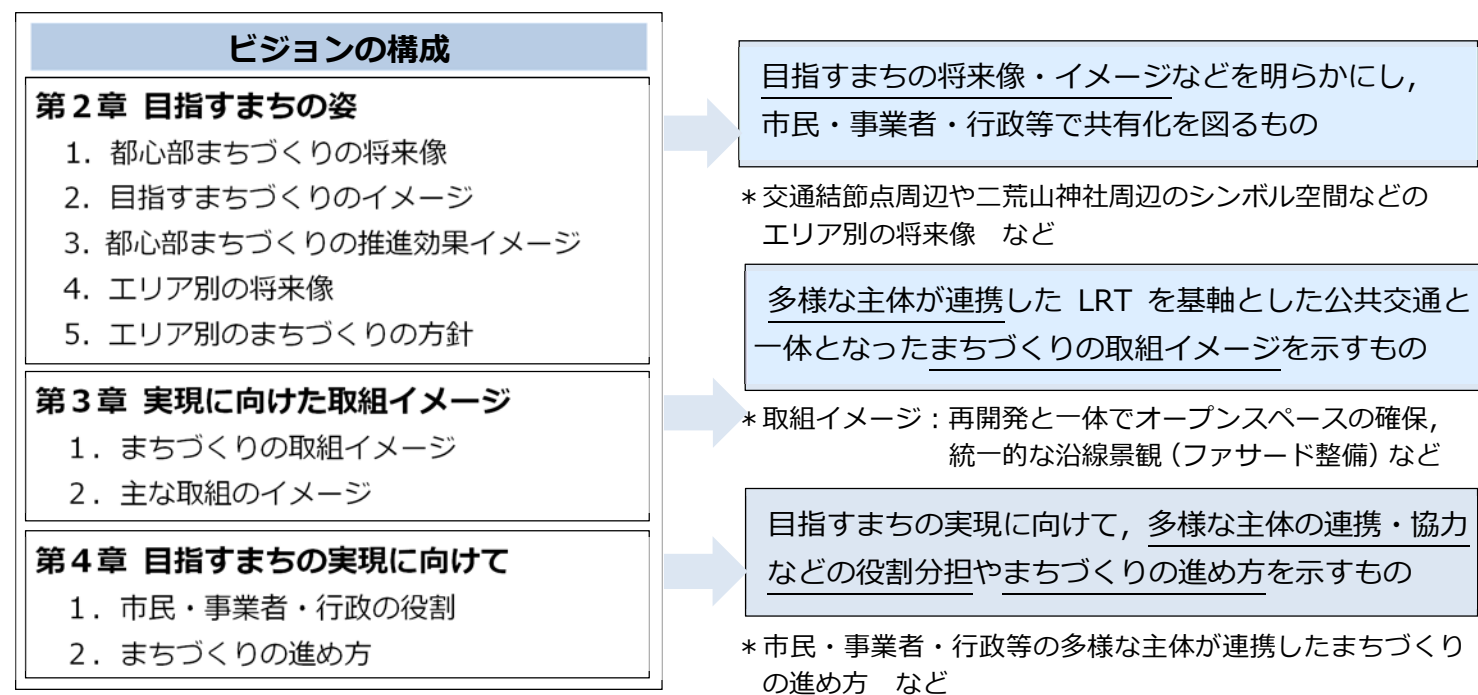 ビジョンの構成
第2章 目指すまちの姿
1. 都心部まちづくりの将来像
2. 目指すまちづくりのイメージ
3. 都心部まちづくりの推進効果イメージ
4. エリア別の将来像
5. エリア別のまちづくりの方針
第3章 実現に向けた取組イメージ
1. まちづくりの取組イメージ
2. 主な取組のイメージ
第4章 目指すまちの実現に向けて
1. 市民・事業者・行政の役割
2. まちづくりの進め方
目指すまちの将来像・イメージなどを明らかにし，
市民・事業者・行政等で共有化を図るもの
＊交通結節点周辺や二荒山神社周辺のシンボル空間などの
エリア別の将来像　など
多様な主体が連携した LRT を基軸とした公共交通と
一体となったまちづくりの取組イメージを示すもの
＊取組イメージ：再開発と一体でオープンスペースの確保，
統一的な沿線景観（ファサード整備）など
目指すまちの実現に向けて，多様な主体の連携・協力
などの役割分担やまちづくりの進め方を示すもの
＊市民・事業者・行政等の多様な主体が連携したまちづくり
の進め方　など